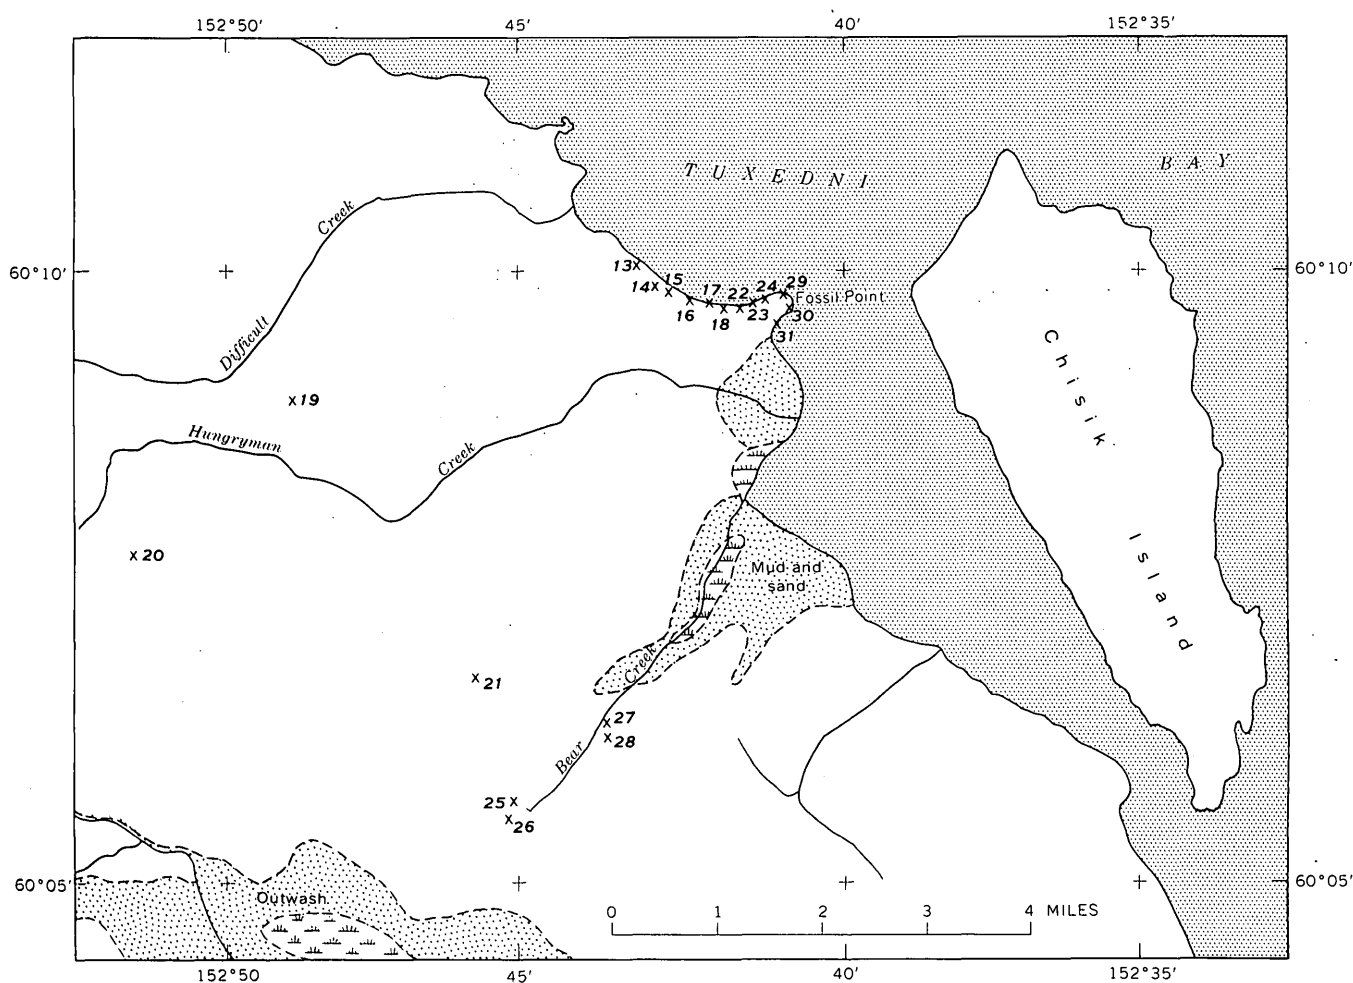 152°50' 45' 40' 152°35'
TUXEDNI BAY
Creek
60°10' 60°10'
13
14
15
16
17
18
22
23
24
29
Fossil Point
30
31
Difficult
19
Hungryman
Creek
Chisik
Island
20
Mud and
sand
21
Creek
27
28
Bear
25
26
60°05' 60°05'
Outwash
0 1 2 3 4 MILES
152°50 45' 40' 152°35'